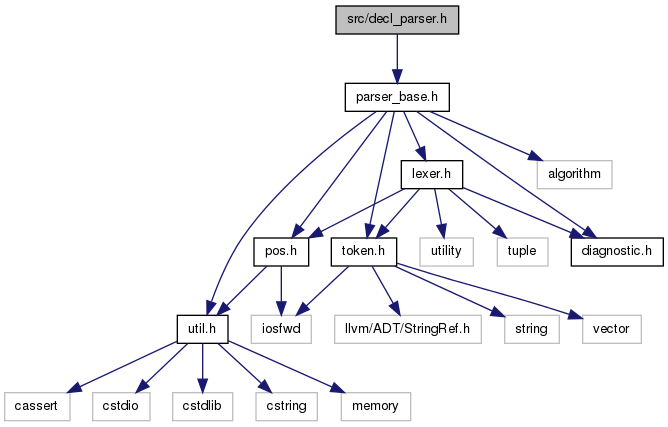 src/decl_parser.h
parser_base.h
lexer.h
algorithm
pos.h
token.h
utility
tuple
diagnostic.h
util.h
iosfwd
llvm/ADT/StringRef.h
string
vector
cassert
cstdio
cstdlib
cstring
memory